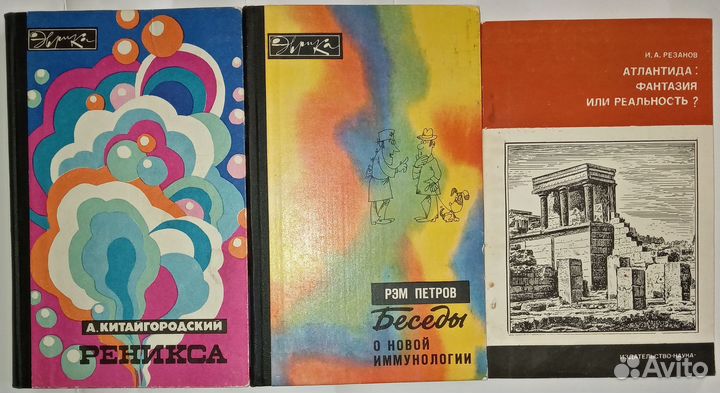 Эврика
А. КИТАЙГОРОДСКИЙ
РЕНИКСА
Эврика
РЭМ ПЕТРОВ
Беседы
О НОВОЙ
ИММУНОЛОГИИ
И. А. РЕЗАНОВ
АТЛАНТИДА:
ФАНТАЗИЯ
ИЛИ РЕАЛЬНОСТЬ?
ИЗДАТЕЛЬСТВО «НАУКА»
Avito